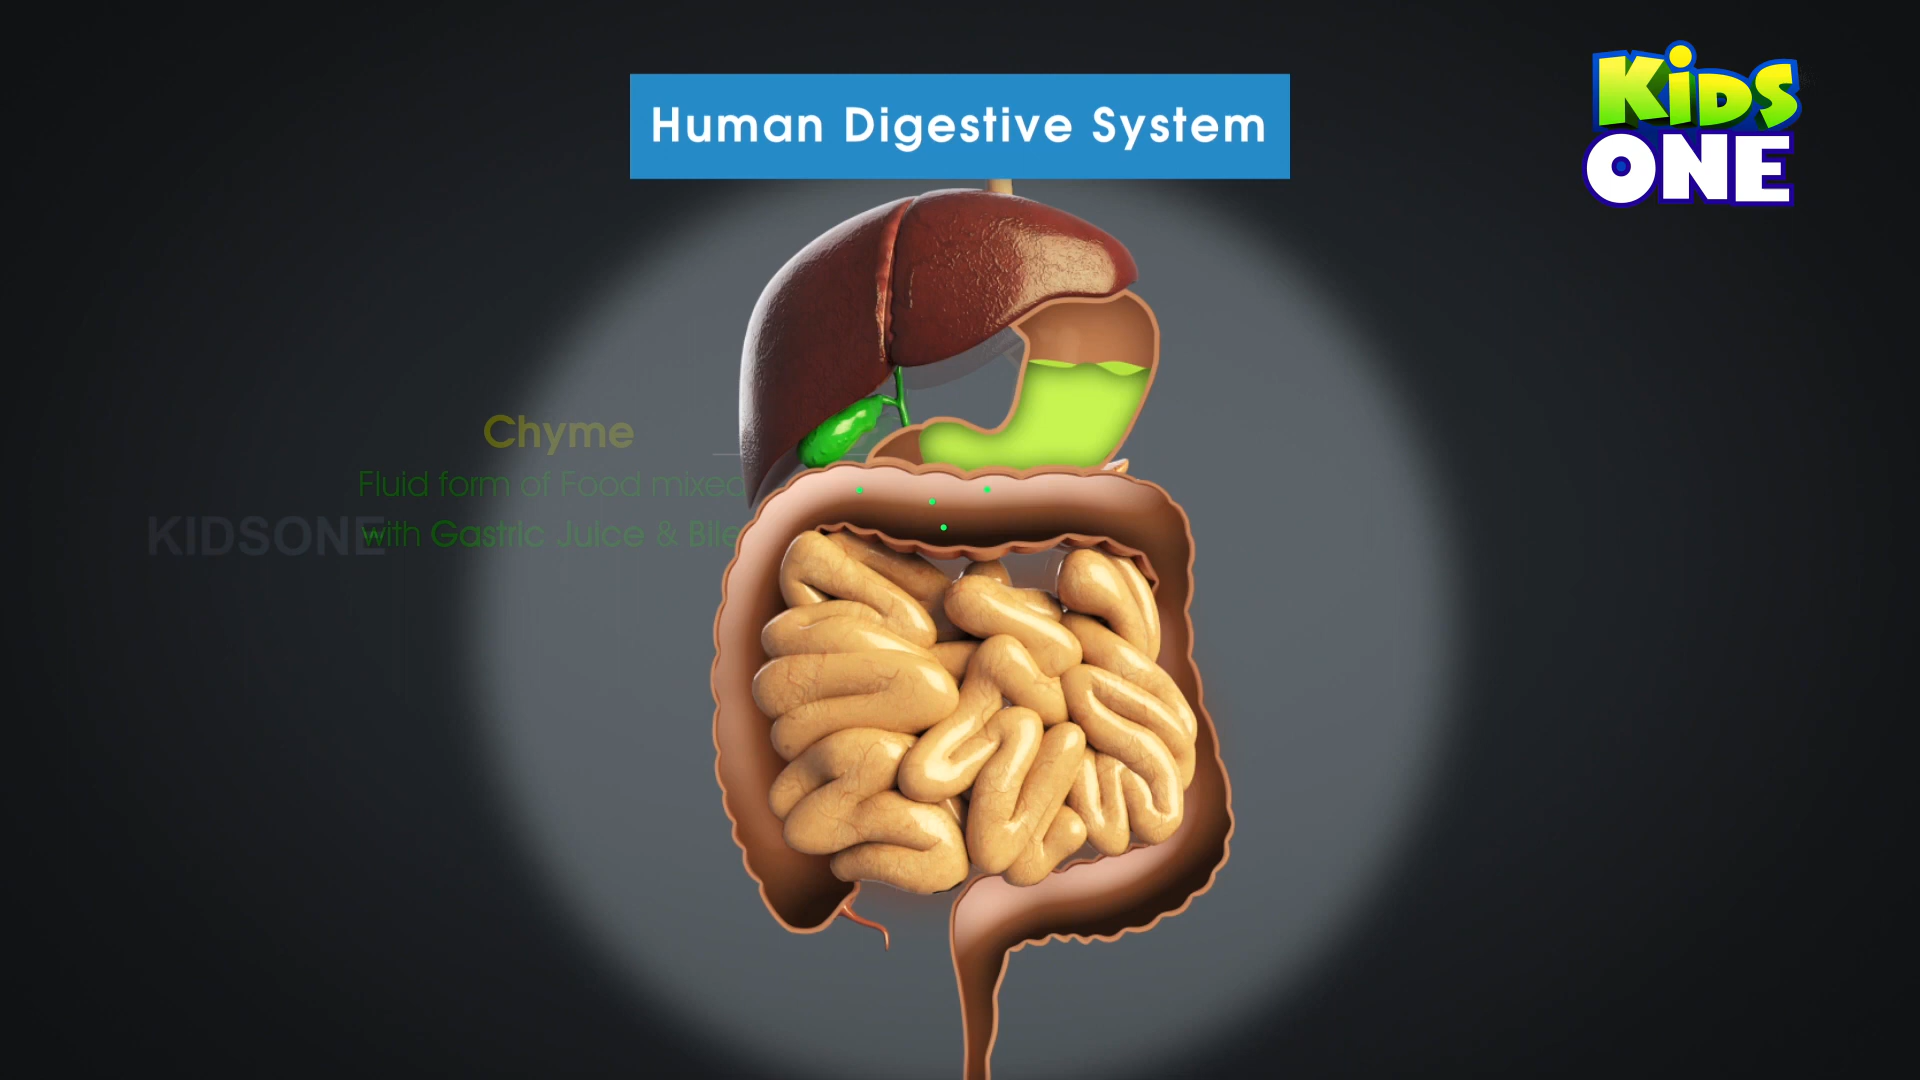 Human Digestive System
KiDS
ONE
Chyme
Fluid form of Food mixed
with Gastric Juice & Bile
KIDSONE